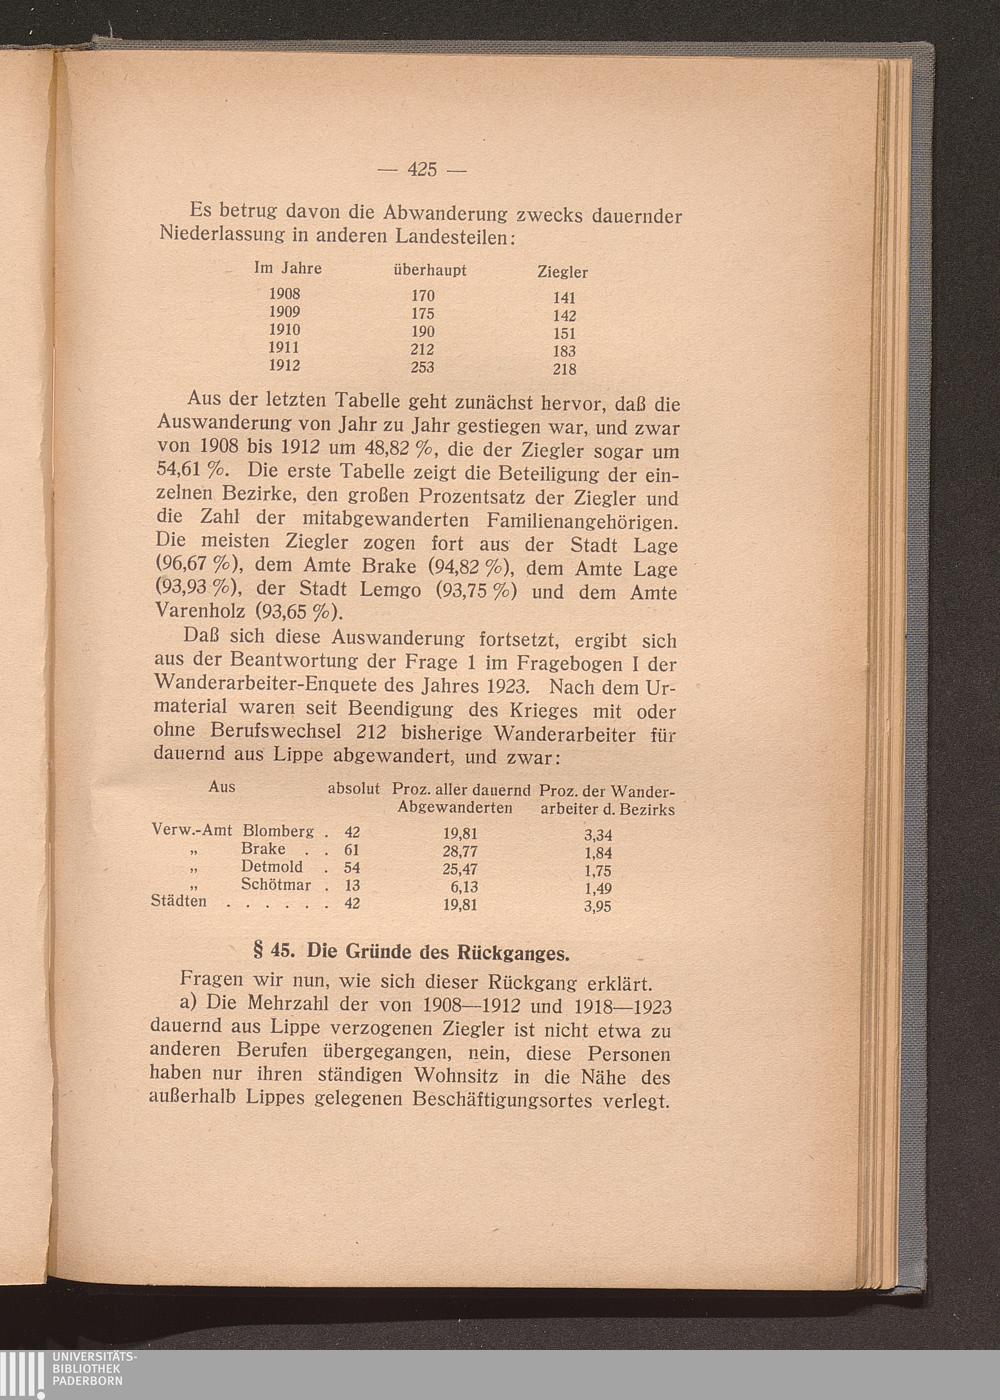 — 425 —
Es betrug davon die Abwanderung zwecks dauernder
Niederlassung in anderen Landesteilen:
Im Jahre überhaupt Ziegler
1908 170 141
1909 175 142
1910 190 151
1911 212 183
1912 253 218
Aus der letzten Tabelle geht zunächst hervor, daß die
Auswanderung von Jahr zu Jahr gestiegen war, und zwar
von 1908 bis 1912 um 48,82 %, die der Ziegler sogar um
54,61 %. Die erste Tabelle zeigt die Beteiligung der ein-
zelnen Bezirke, den großen Prozentsatz der Ziegler und
die Zahl der mitabgewanderten Familienangehörigen.
Die meisten Ziegler zogen fort aus der Stadt Lage
(96,67 %), dem Amte Brake (94,82 %), dem Amte Lage
(93,93 %), der Stadt Lemgo (93,75 %) und dem Amte
Varenholz (93,65 %).
Daß sich diese Auswanderung fortsetzt, ergibt sich
aus der Beantwortung der Frage 1 im Fragebogen I der
Wanderarbeiter-Enquete des Jahres 1923. Nach dem Ur-
material waren seit Beendigung des Krieges mit oder
ohne Berufswechsel 212 bisherige Wanderarbeiter für
dauernd aus Lippe abgewandert, und zwar:
Aus absolut Proz. aller dauernd Proz. der Wander-
Abgewanderten arbeiter d. Bezirks
Verw.-Amt Blomberg . 42 19,81 3,34
„ Brake . . 61 28,77 1,84
„ Detmold . 54 25,47 1,75
„ Schötmar . 13 6,13 1,49
Städten . . . . . . 42 19,81 3,95
§ 45. Die Gründe des Rückganges.
Fragen wir nun, wie sich dieser Rückgang erklärt.
a) Die Mehrzahl der von 1908—1912 und 1918—1923
dauernd aus Lippe verzogenen Ziegler ist nicht etwa zu
anderen Berufen übergegangen, nein, diese Personen
haben nur ihren ständigen Wohnsitz in die Nähe des
außerhalb Lippes gelegenen Beschäftigungsortes verlegt.
UNIVERSITÄTS-
BIBLIOTHEK
PADERBORN